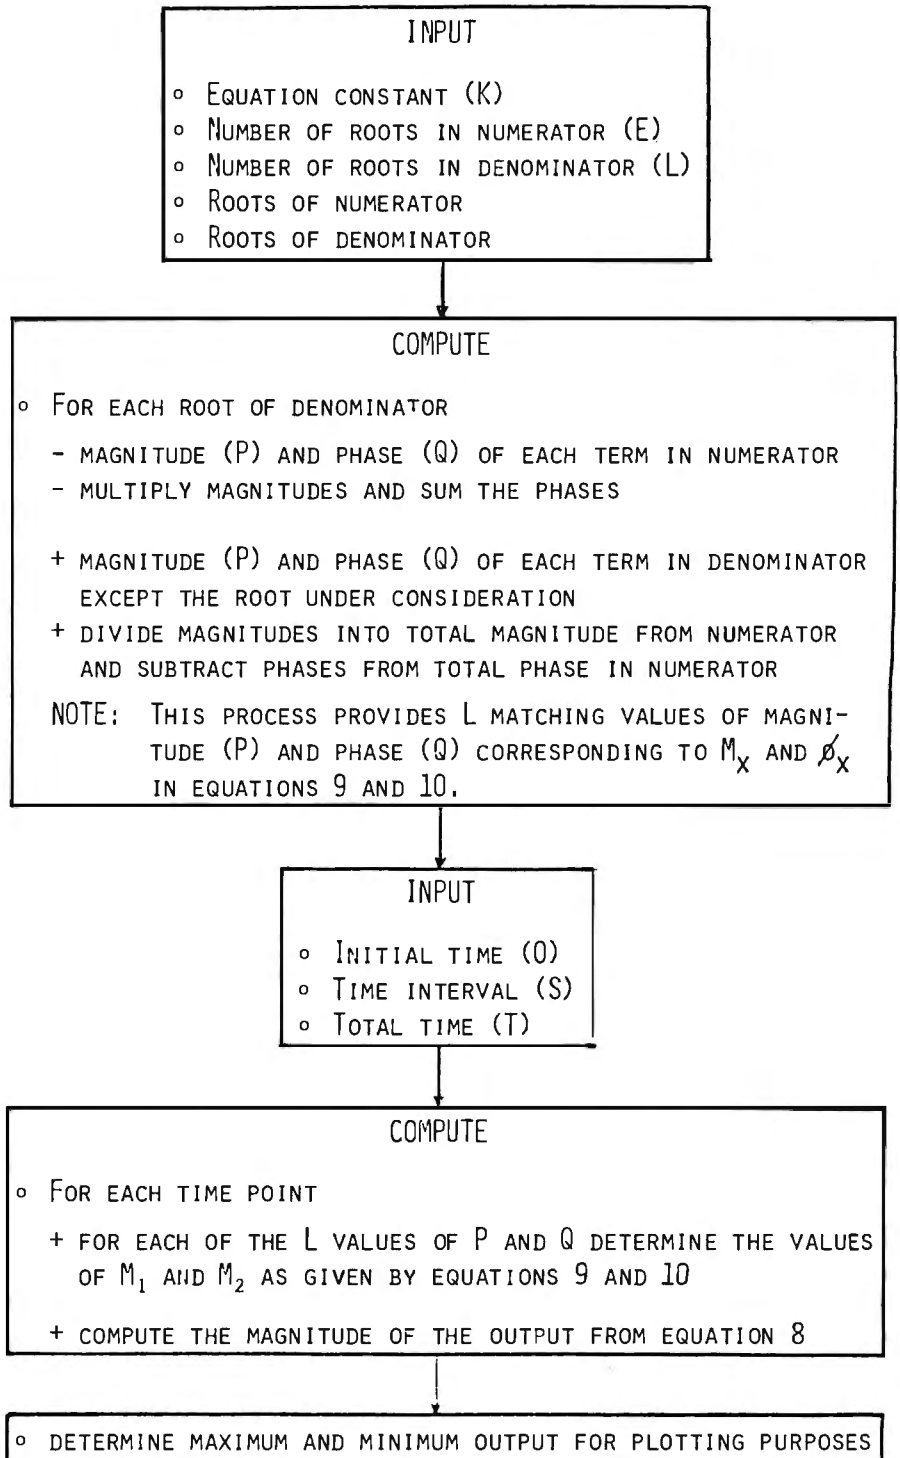 INPUT
o EQUATION CONSTANT (K)
o NUMBER OF ROOTS IN NUMERATOR (E)
o NUMBER OF ROOTS IN DENOMINATOR (L)
o ROOTS OF NUMERATOR
o ROOTS OF DENOMINATOR
COMPUTE
o FOR EACH ROOT OF DENOMINATOR
- MAGNITUDE (P) AND PHASE (Q) OF EACH TERM IN NUMERATOR
- MULTIPLY MAGNITUDES AND SUM THE PHASES
+ MAGNITUDE (P) AND PHASE (Q) OF EACH TERM IN DENOMINATOR
EXCEPT THE ROOT UNDER CONSIDERATION
+ DIVIDE MAGNITUDES INTO TOTAL MAGNITUDE FROM NUMERATOR
AND SUBTRACT PHASES FROM TOTAL PHASE IN NUMERATOR
NOTE: THIS PROCESS PROVIDES L MATCHING VALUES OF MAGNI-
TUDE (P) AND PHASE (Q) CORRESPONDING TO Mₓ AND Øₓ
IN EQUATIONS 9 AND 10.
INPUT
o INITIAL TIME (O)
o TIME INTERVAL (S)
o TOTAL TIME (T)
COMPUTE
o FOR EACH TIME POINT
+ FOR EACH OF THE L VALUES OF P AND Q DETERMINE THE VALUES
OF M₁ AND M₂ AS GIVEN BY EQUATIONS 9 AND 10
+ COMPUTE THE MAGNITUDE OF THE OUTPUT FROM EQUATION 8
o DETERMINE MAXIMUM AND MINIMUM OUTPUT FOR PLOTTING PURPOSES